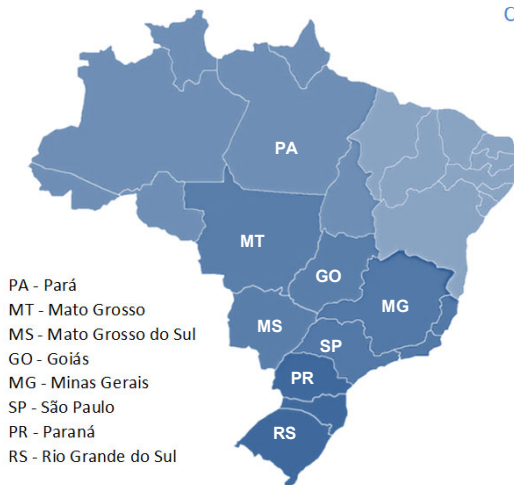 PA
MT
GO
MG
MS
SP
PR
RS
PA - Pará
MT - Mato Grosso
MS - Mato Grosso do Sul
GO - Goiás
MG - Minas Gerais
SP - São Paulo
PR - Paraná
RS - Rio Grande do Sul